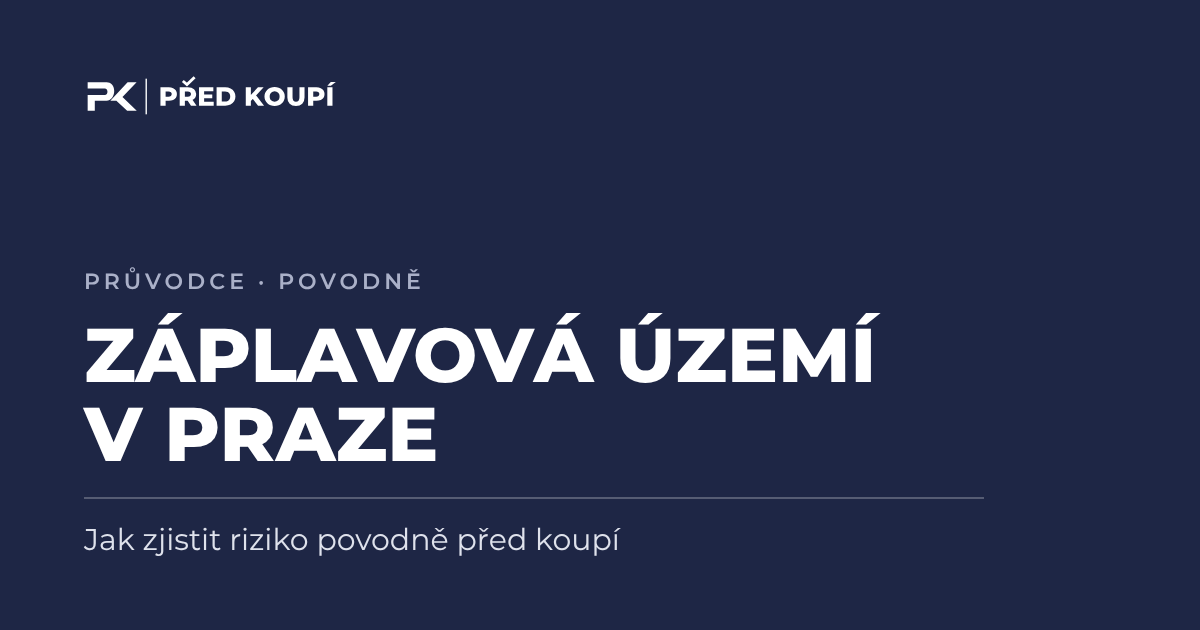 PK | PŘED KOUPÍ
PRŮVODCE · POVODNĚ
ZÁPLAVOVÁ ÚZEMÍ
V PRAZE
Jak zjistit riziko povodně před koupí